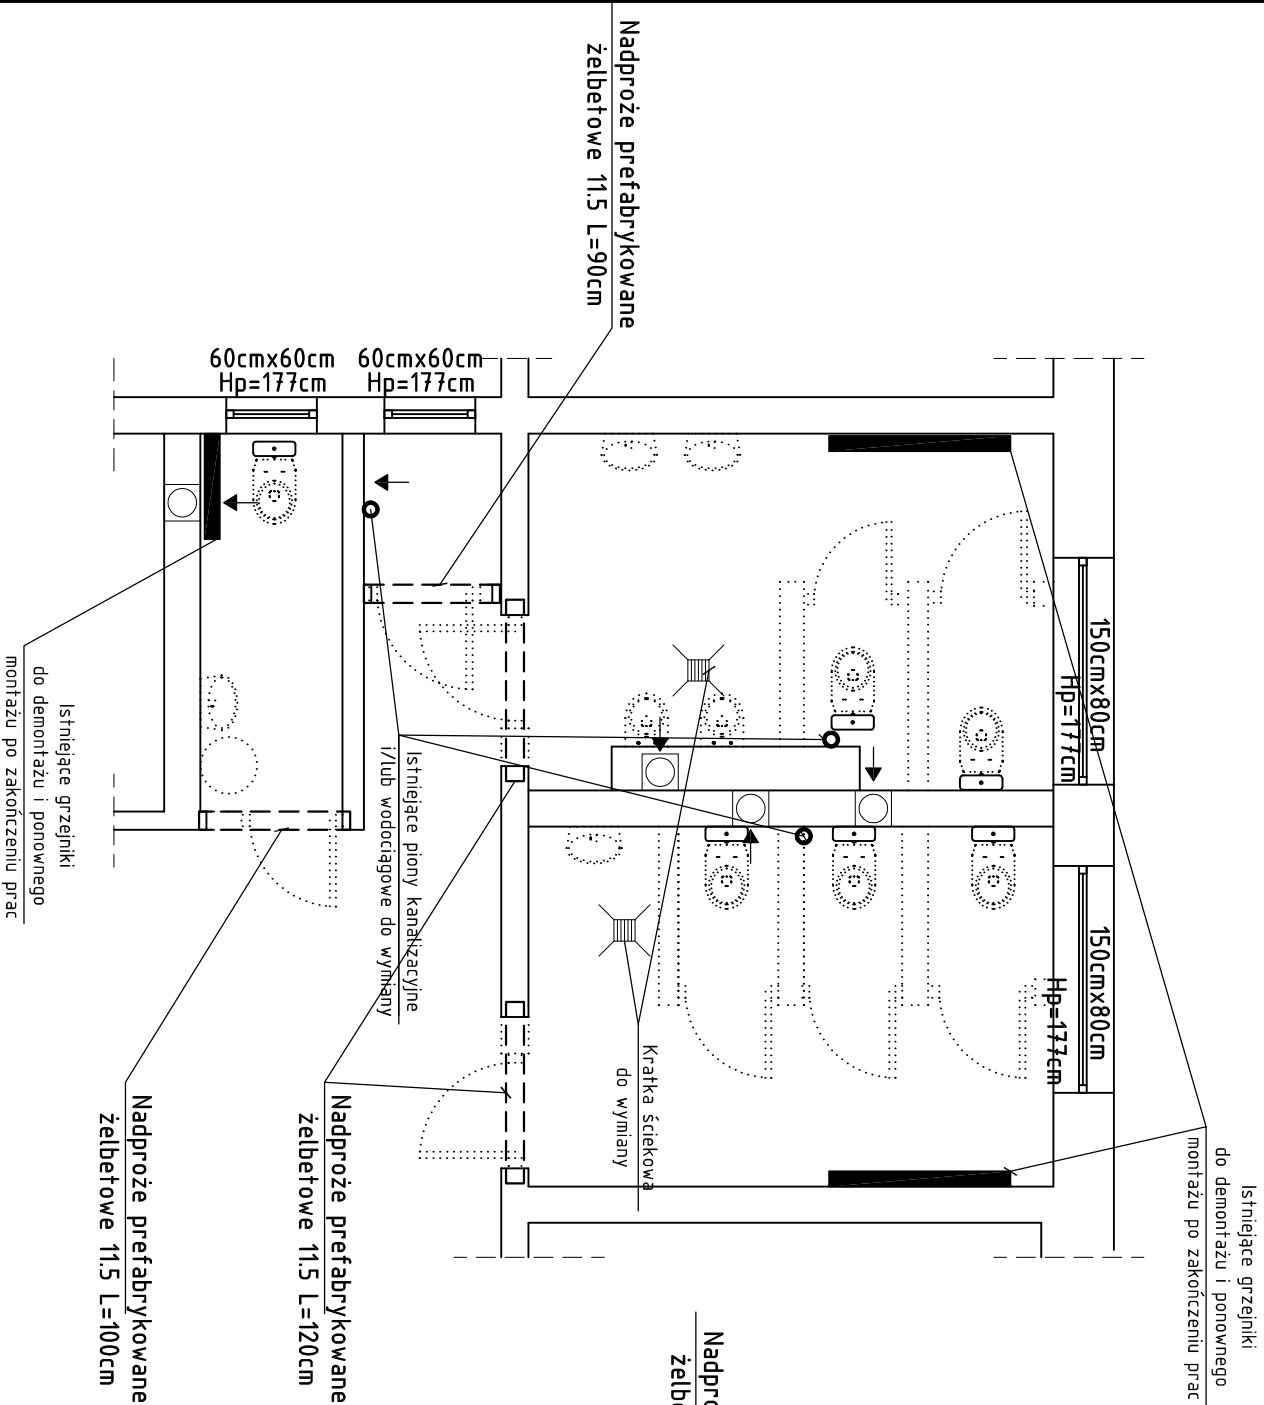 Nadproże prefabrykowane
żelbetowe 11.5 L=90cm
60cmx60cm
Hp=177cm
60cmx60cm
Hp=177cm
150cmx80cm
Hp=177cm
150cmx80cm
Hp=177cm
Istniejące grzejniki
do demontażu i ponownego
montażu po zakończeniu prac
Istniejące piony kanalizacyjne
i/lub wodociągowe do wymiany
Kratka ściekowa
do wymiany
Nadproże prefabrykowane
żelbetowe 11.5 L=100cm
Nadproże prefabrykowane
żelbetowe 11.5 L=120cm
Istniejące grzejniki
do demontażu i ponownego
montażu po zakończeniu prac